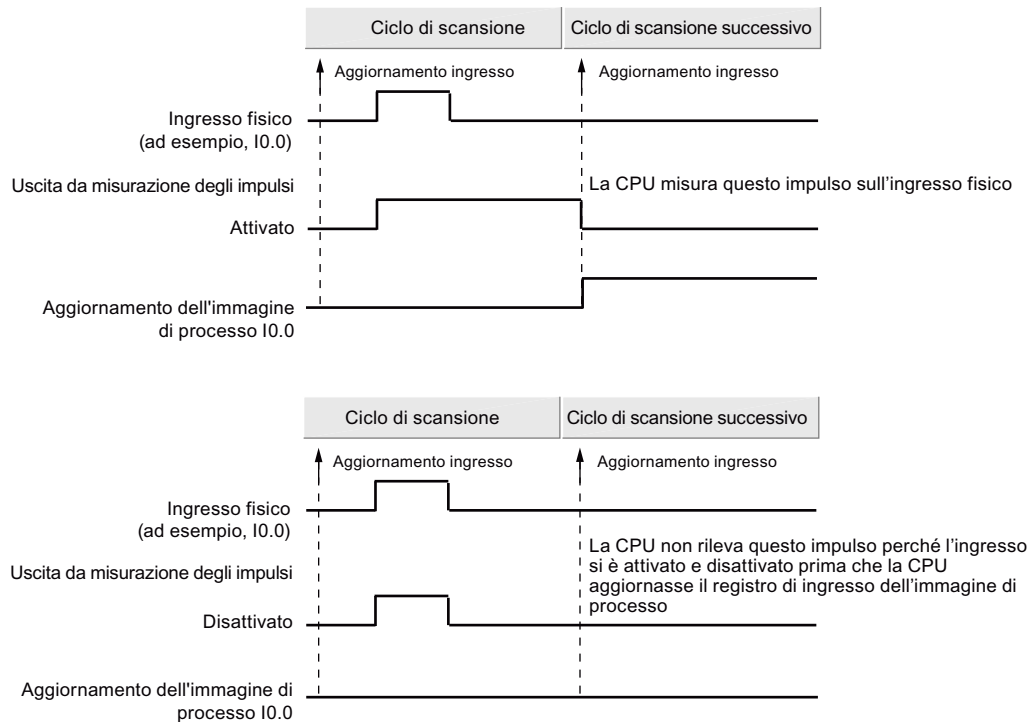 Ciclo di scansione
Ciclo di scansione successivo
Aggiornamento ingresso
Aggiornamento ingresso
Ingresso fisico
(ad esempio, I0.0)
Uscita da misurazione degli impulsi
La CPU misura questo impulso sull'ingresso fisico
Attivato
Aggiornamento dell'immagine
di processo I0.0
Ciclo di scansione
Ciclo di scansione successivo
Aggiornamento ingresso
Aggiornamento ingresso
Ingresso fisico
(ad esempio, I0.0)
La CPU non rileva questo impulso perché l'ingresso
si è attivato e disattivato prima che la CPU
aggiornasse il registro di ingresso dell'immagine di
processo
Uscita da misurazione degli impulsi
Disattivato
Aggiornamento dell'immagine di
processo I0.0